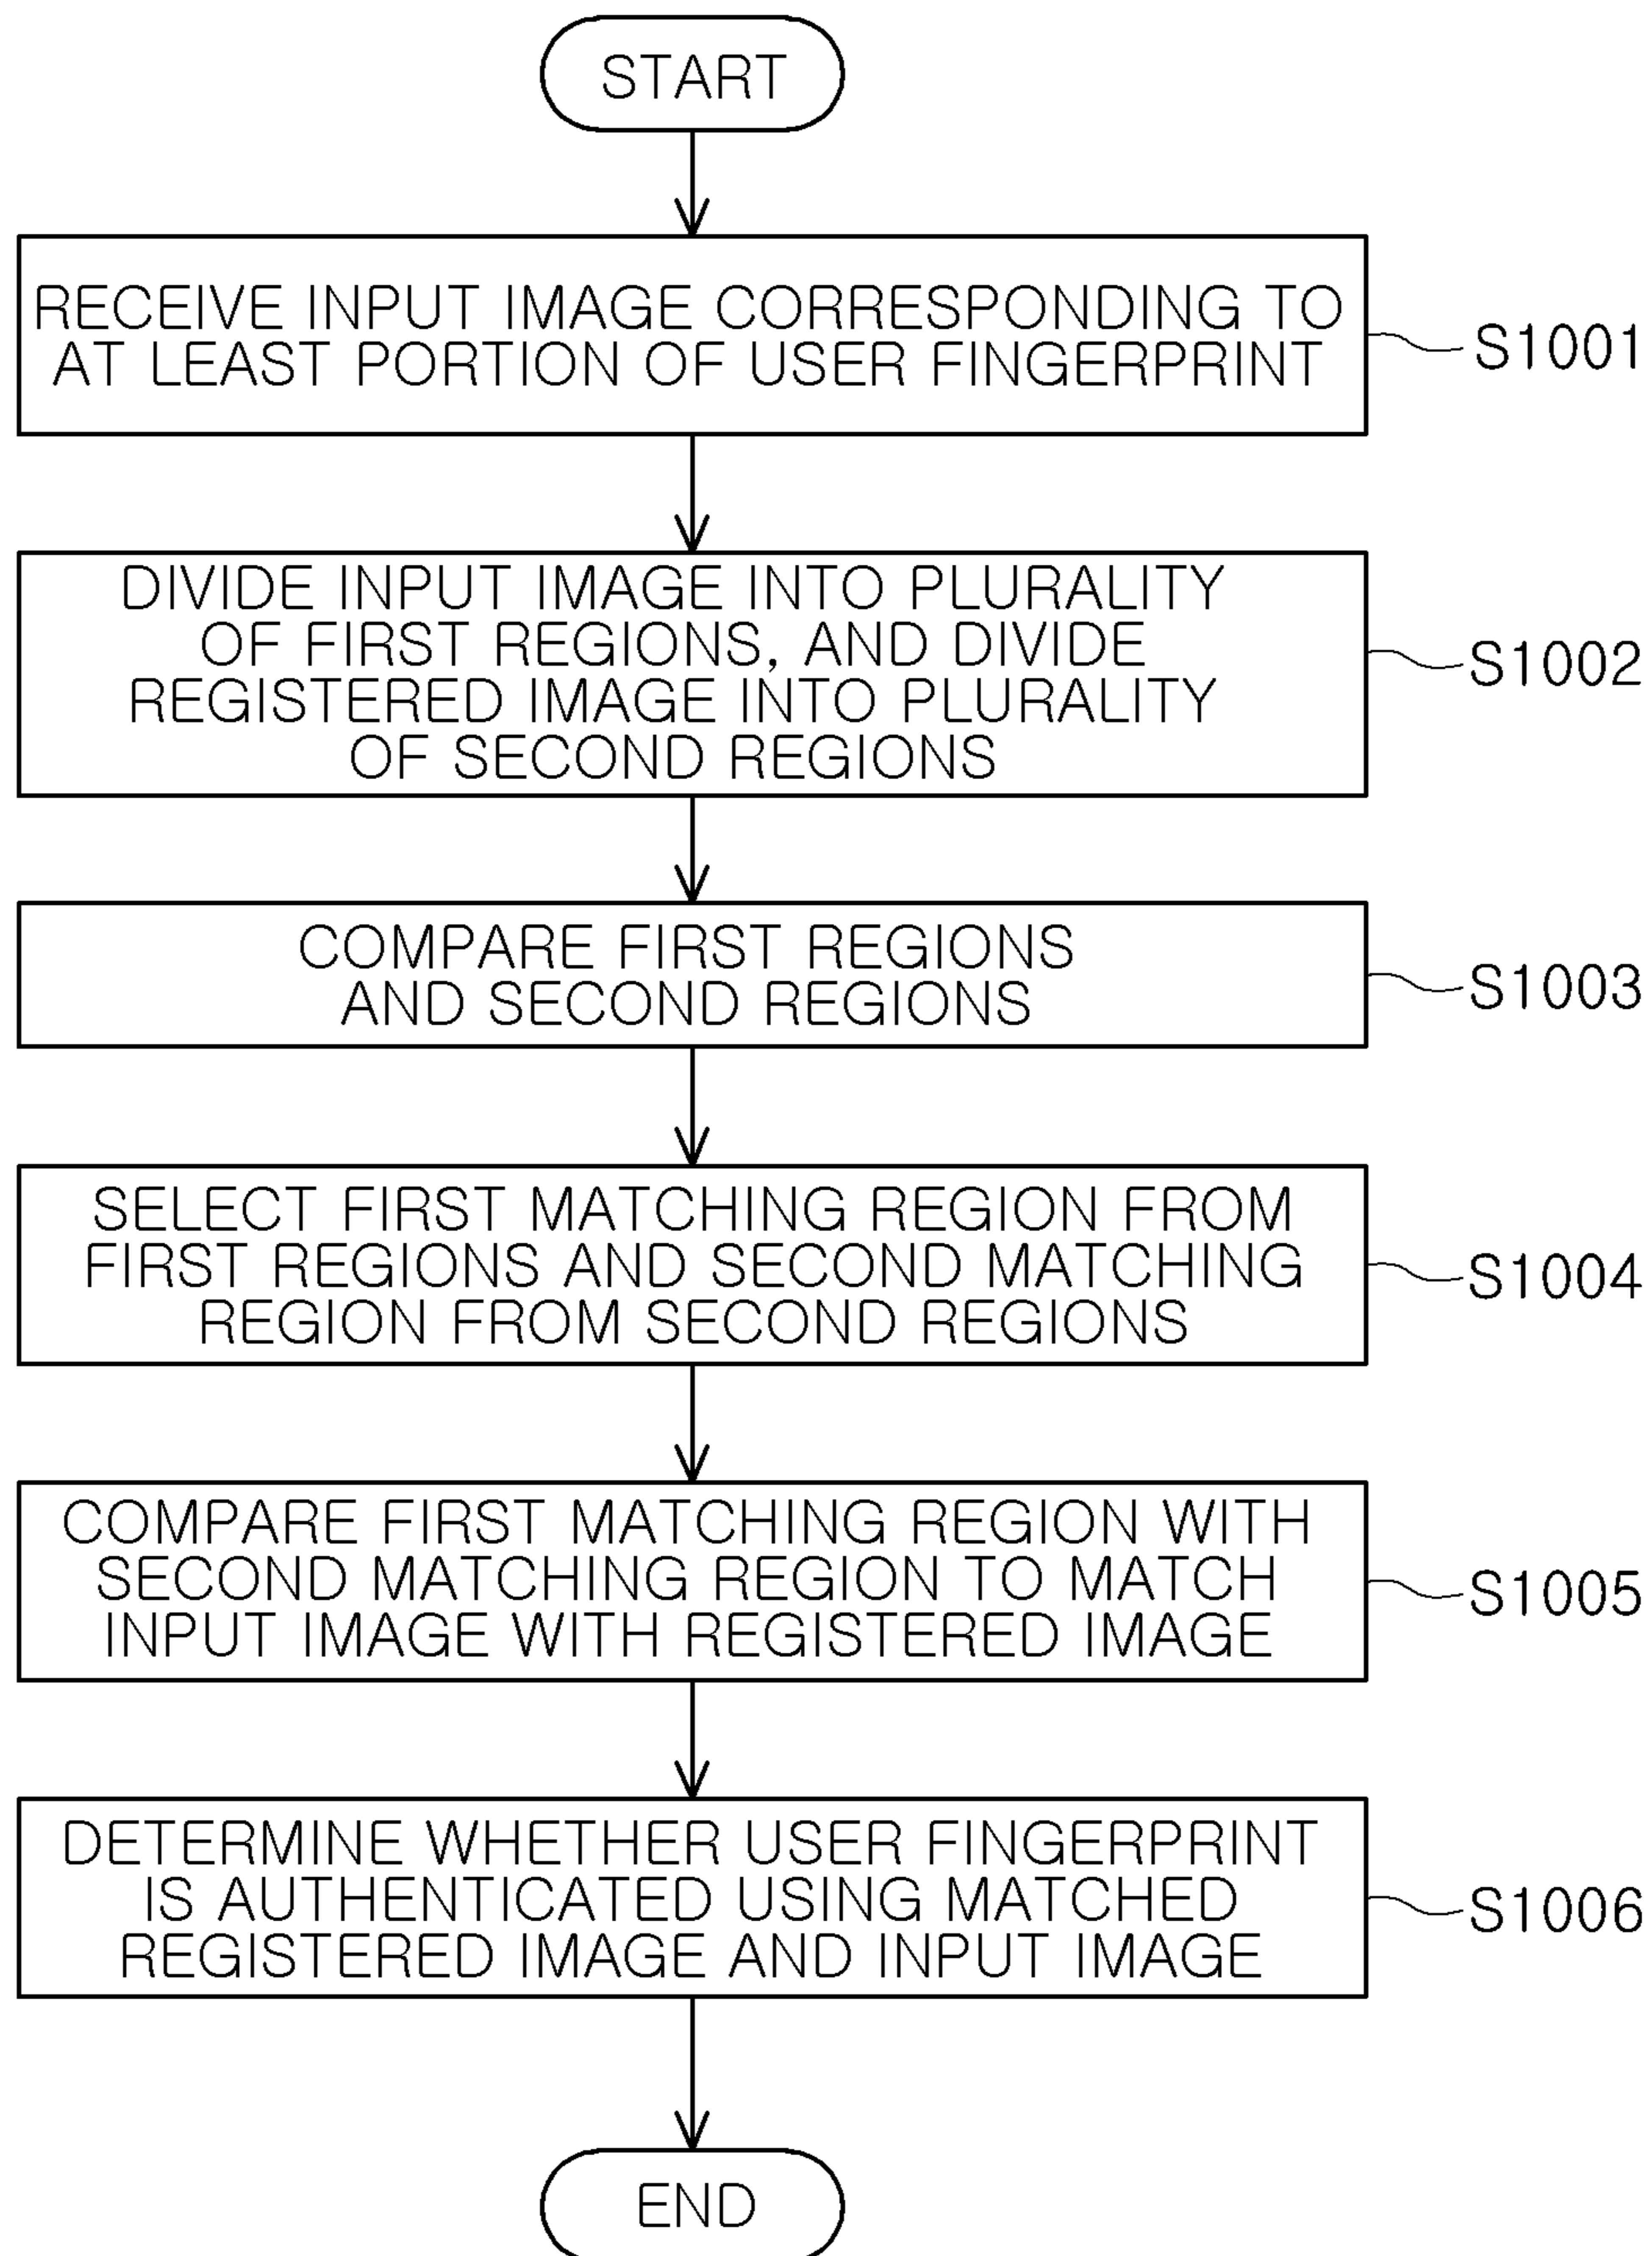 START
RECEIVE INPUT IMAGE CORRESPONDING TO
AT LEAST PORTION OF USER FINGERPRINT
S1001
DIVIDE INPUT IMAGE INTO PLURALITY
OF FIRST REGIONS, AND DIVIDE
REGISTERED IMAGE INTO PLURALITY
OF SECOND REGIONS
S1002
COMPARE FIRST REGIONS
AND SECOND REGIONS
S1003
SELECT FIRST MATCHING REGION FROM
FIRST REGIONS AND SECOND MATCHING
REGION FROM SECOND REGIONS
S1004
COMPARE FIRST MATCHING REGION WITH
SECOND MATCHING REGION TO MATCH
INPUT IMAGE WITH REGISTERED IMAGE
S1005
DETERMINE WHETHER USER FINGERPRINT
IS AUTHENTICATED USING MATCHED
REGISTERED IMAGE AND INPUT IMAGE
S1006
END